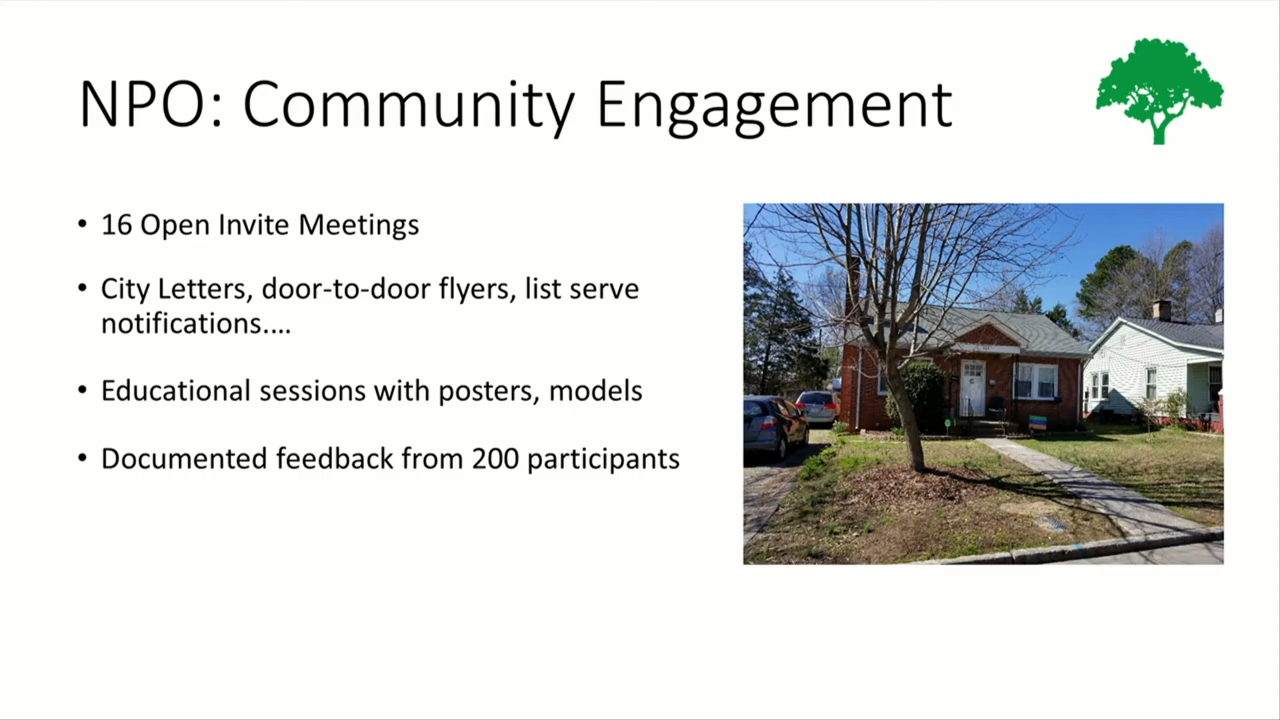 NPO: Community Engagement
• 16 Open Invite Meetings
• City Letters, door-to-door flyers, list serve
notifications....
• Educational sessions with posters, models
• Documented feedback from 200 participants